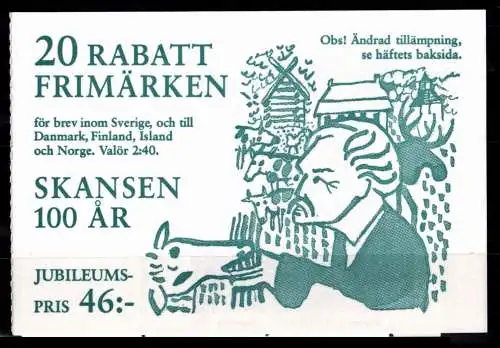 20 RABATT
FRIMÄRKEN
för brev inom Sverige, och till
Danmark, Finland, Island
och Norge. Valör 2:40.
SKANSEN
100 ÅR
JUBILEUMS-
PRIS 46:-
Obs! Ändrad tillämpning,
se häftets baksida.